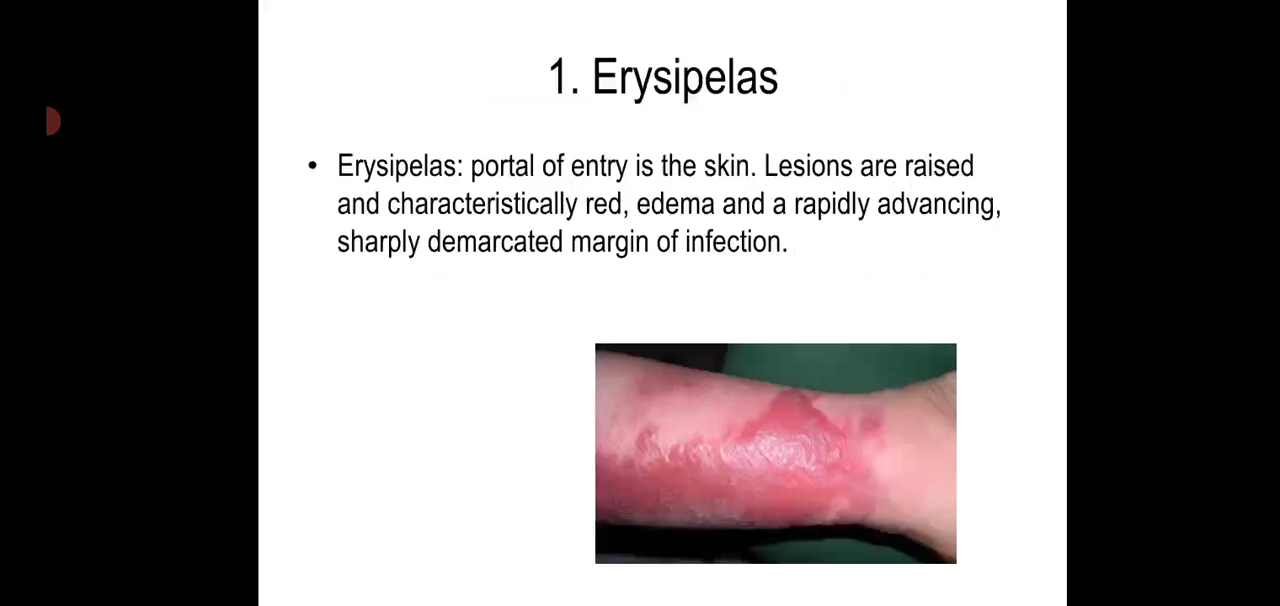 1. Erysipelas
• Erysipelas: portal of entry is the skin. Lesions are raised
and characteristically red, edema and a rapidly advancing,
sharply demarcated margin of infection.